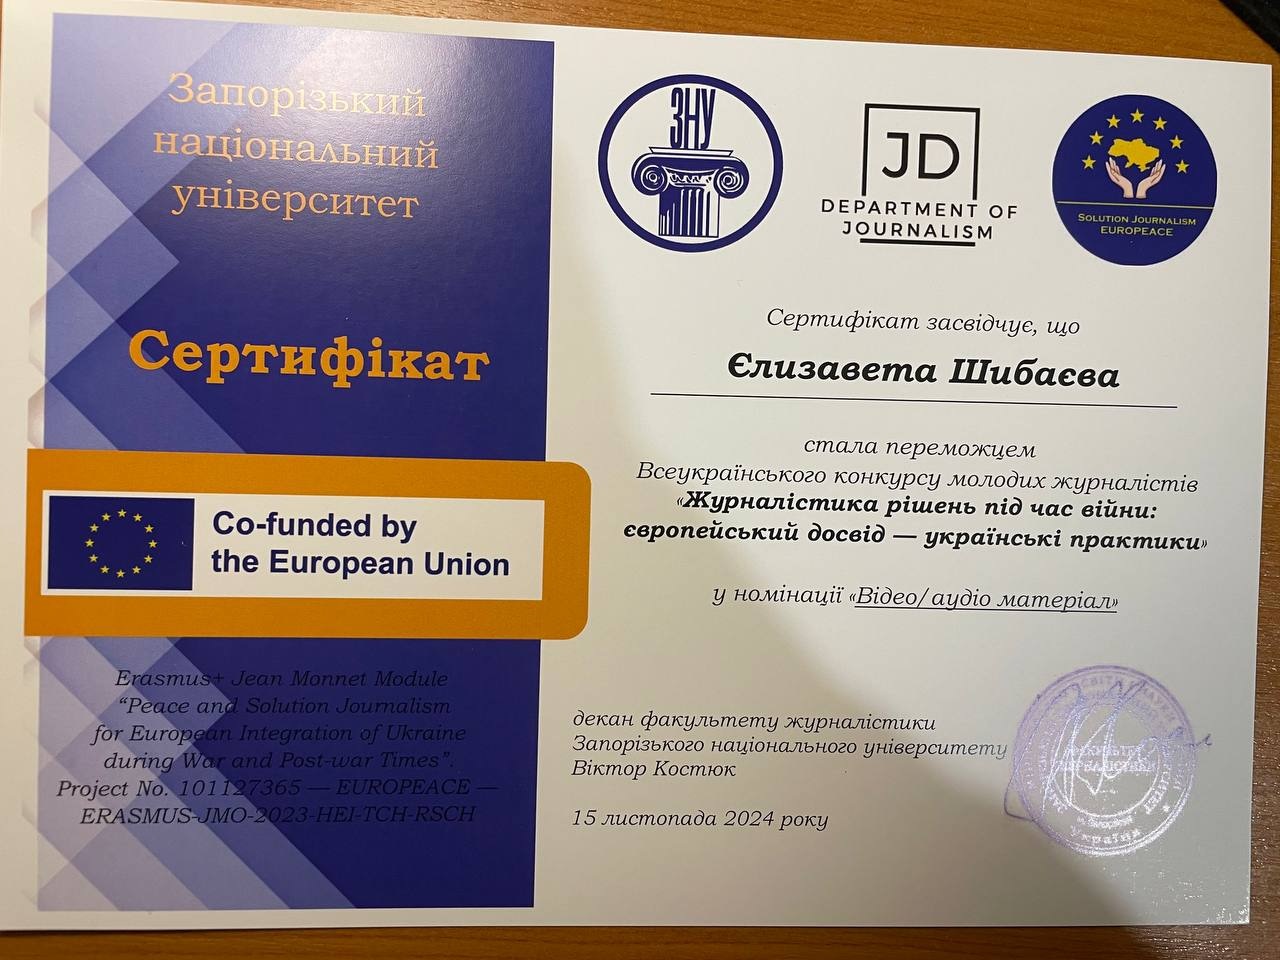 Запорізький
національний
університет
Сертифікат
Co-funded by
the European Union
Erasmus+ Jean Monnet Module
“Peace and Solution Journalism
for European Integration of Ukraine
during War and Post-war Times”.
Project No. 101127365 — EUROPEACE —
ERASMUS-JMO-2023-HEI-TCH-RSCH
ЗНУ
JD
DEPARTMENT OF
JOURNALISM
SOLUTION JOURNALISM
EUROPEACE
Сертифікат засвідчує, що
Єлизавета Шибаєва
стала переможцем
Всеукраїнського конкурсу молодих журналістів
«Журналістика рішень під час війни:
європейський досвід — українські практики»
у номінації «Відео/аудіо матеріал»
декан факультету журналістики
Запорізького національного університету
Віктор Костюк
15 листопада 2024 року
ФАКУЛЬТЕТ
ЖУРНАЛІСТИКИ
Україна